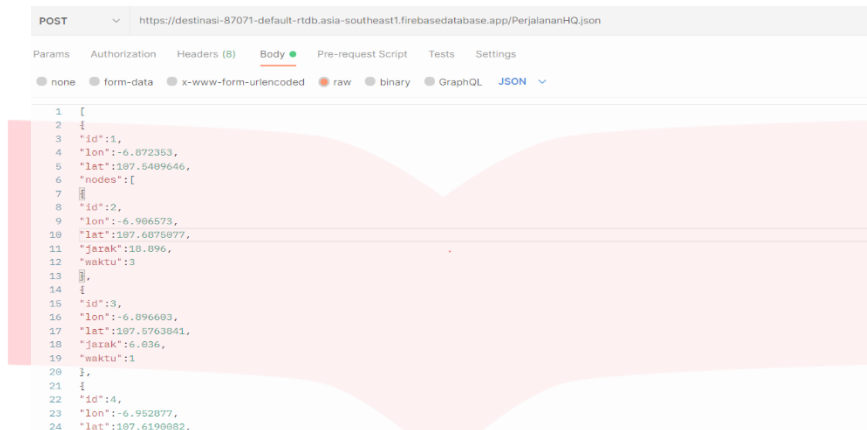 POST https://destinasi-87071-default-rtdb.asia-southeast1.firebasedatabase.app/PerjalananHQ.json
Params Authorization Headers (8) Body Pre-request Script Tests Settings
none form-data x-www-form-urlencoded raw binary GraphQL JSON
1 [
2 {
3 "id":1,
4 "lon":-6.872353,
5 "lat":107.5409646,
6 "nodes":[
7 {
8 "id":2,
9 "lon":-6.906573,
10 "lat":107.6875077,
11 "jarak":18.896,
12 "waktu":3
13 },
14 {
15 "id":3,
16 "lon":-6.896603,
17 "lat":107.5763841,
18 "jarak":6.036,
19 "waktu":1
20 },
21 {
22 "id":4,
23 "lon":-6.952877,
24 "lat":107.6190082,